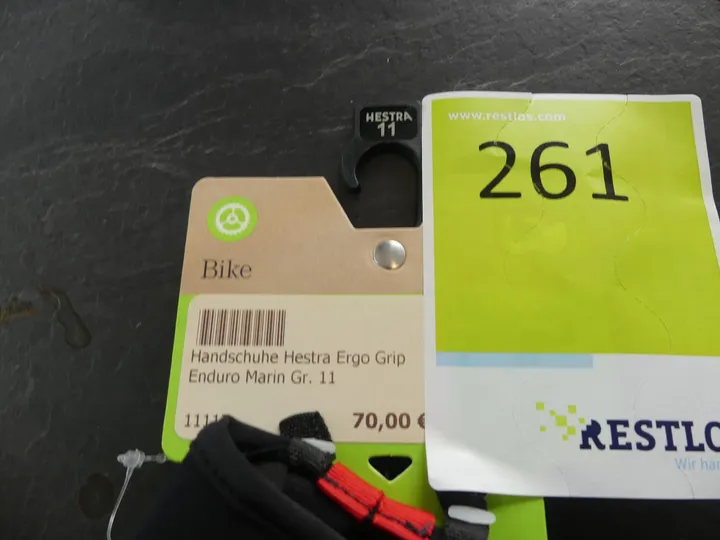 HESTRA
11
www.restlos.com
261
Bike
Handschuhe Hestra Ergo Grip
Enduro Marin Gr. 11
70,00 €
RESTLO
Wir